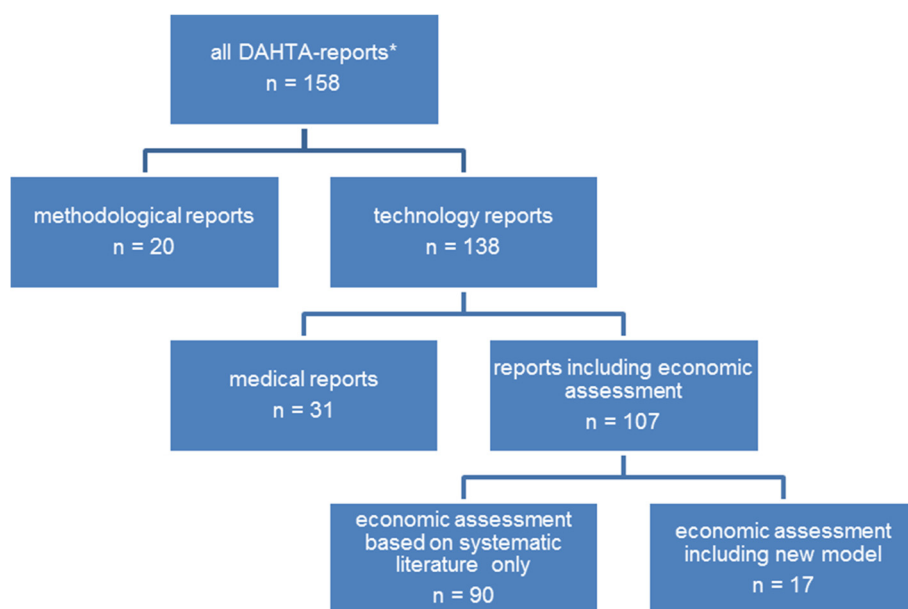 all DAHTA-reports*
n = 158
methodological reports
n = 20
technology reports
n = 138
medical reports
n = 31
reports including economic
assessment
n = 107
economic assessment
based on systematic
literature only
n = 90
economic assessment
including new model
n = 17